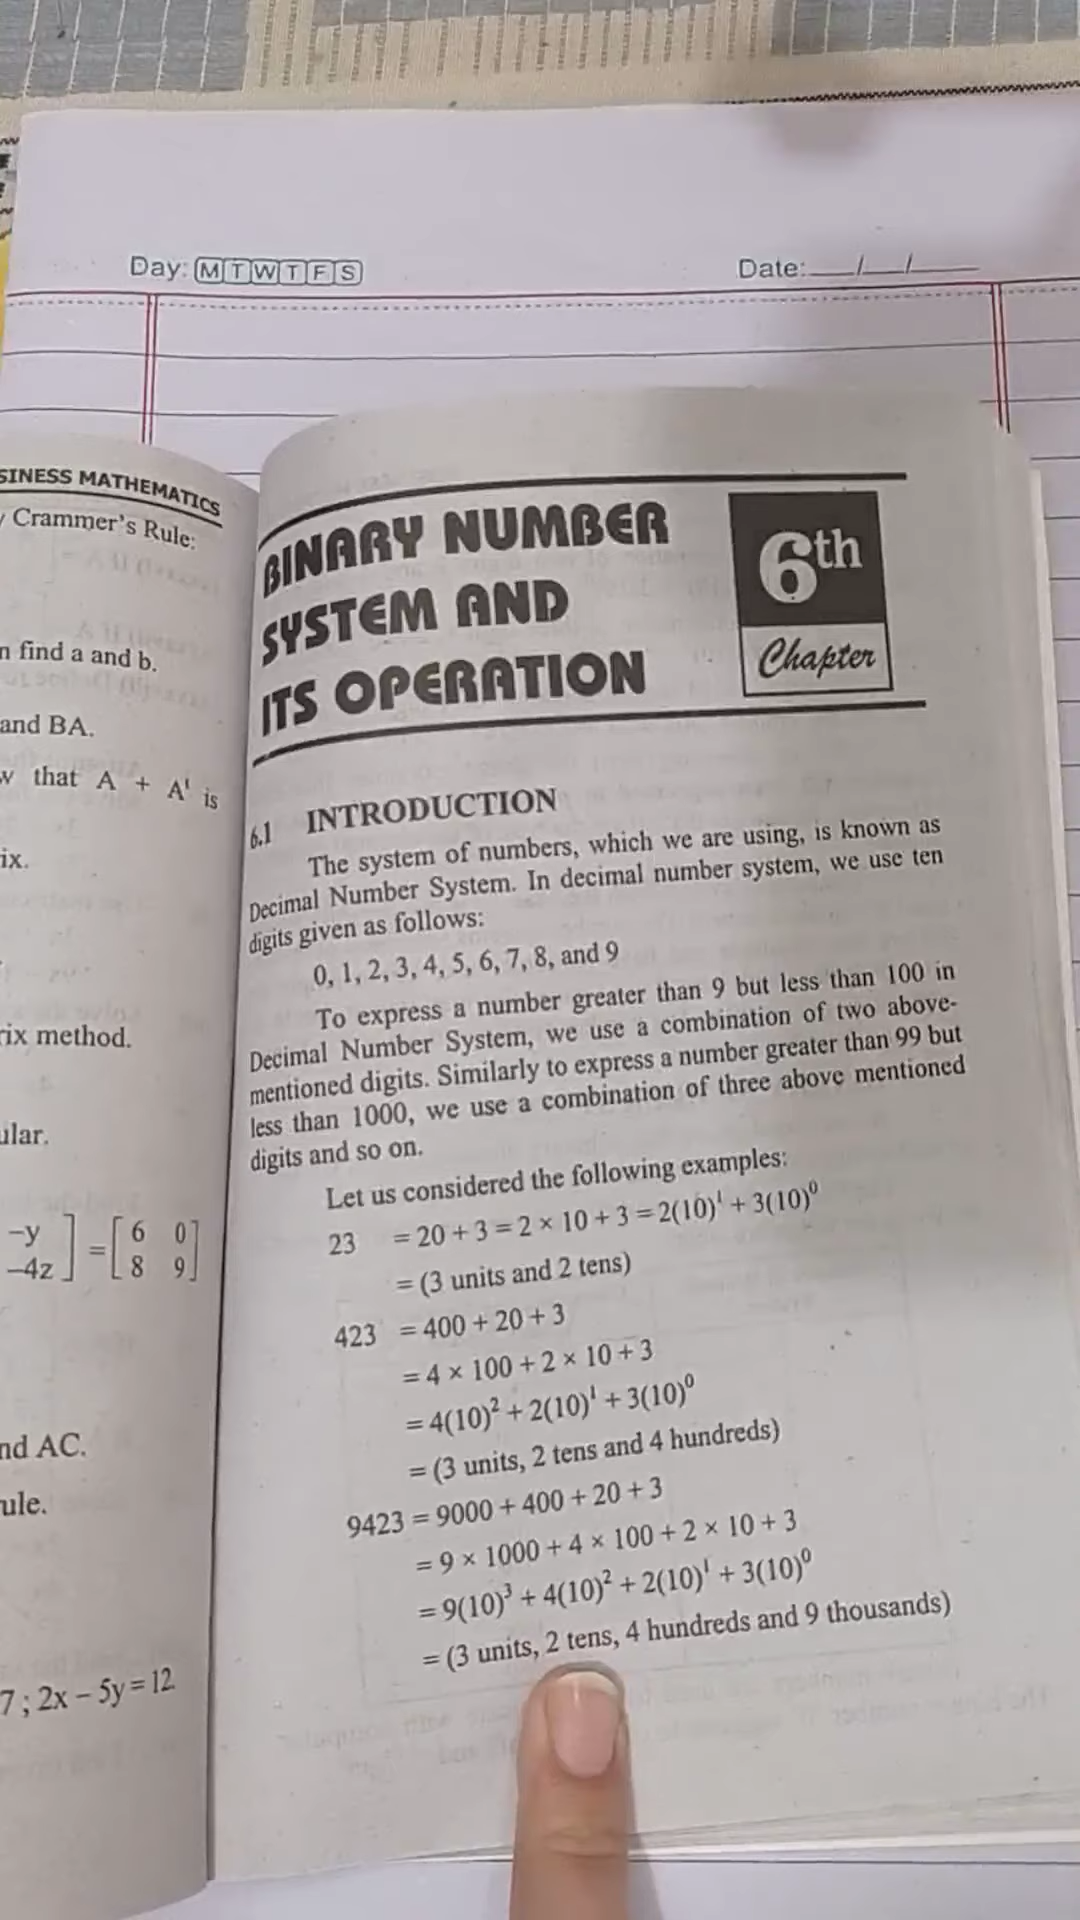 Day: M T W T F S
Date: __/__/____
SINESS MATHEMATICS
Crammer's Rule:
find a and b.
and BA.
that A + A' is
ix.
rix method.
ular.
-y
-4z ] = [ 6 0
8 9 ]
nd AC.
ule.
7 ; 2x – 5y = 12
BINARY NUMBER
SYSTEM AND
ITS OPERATION
6th
Chapter
6.1 INTRODUCTION
The system of numbers, which we are using, is known as
Decimal Number System. In decimal number system, we use ten
digits given as follows:
0, 1, 2, 3, 4, 5, 6, 7, 8, and 9
To express a number greater than 9 but less than 100 in
Decimal Number System, we use a combination of two above-
mentioned digits. Similarly to express a number greater than 99 but
less than 1000, we use a combination of three above mentioned
digits and so on.
Let us considered the following examples:
23 = 20 + 3 = 2 × 10 + 3 = 2(10)¹ + 3(10)⁰
= (3 units and 2 tens)
423 = 400 + 20 + 3
= 4 × 100 + 2 × 10 + 3
= 4(10)² + 2(10)¹ + 3(10)⁰
= (3 units, 2 tens and 4 hundreds)
9423 = 9000 + 400 + 20 + 3
= 9 × 1000 + 4 × 100 + 2 × 10 + 3
= 9(10)³ + 4(10)² + 2(10)¹ + 3(10)⁰
= (3 units, 2 tens, 4 hundreds and 9 thousands)